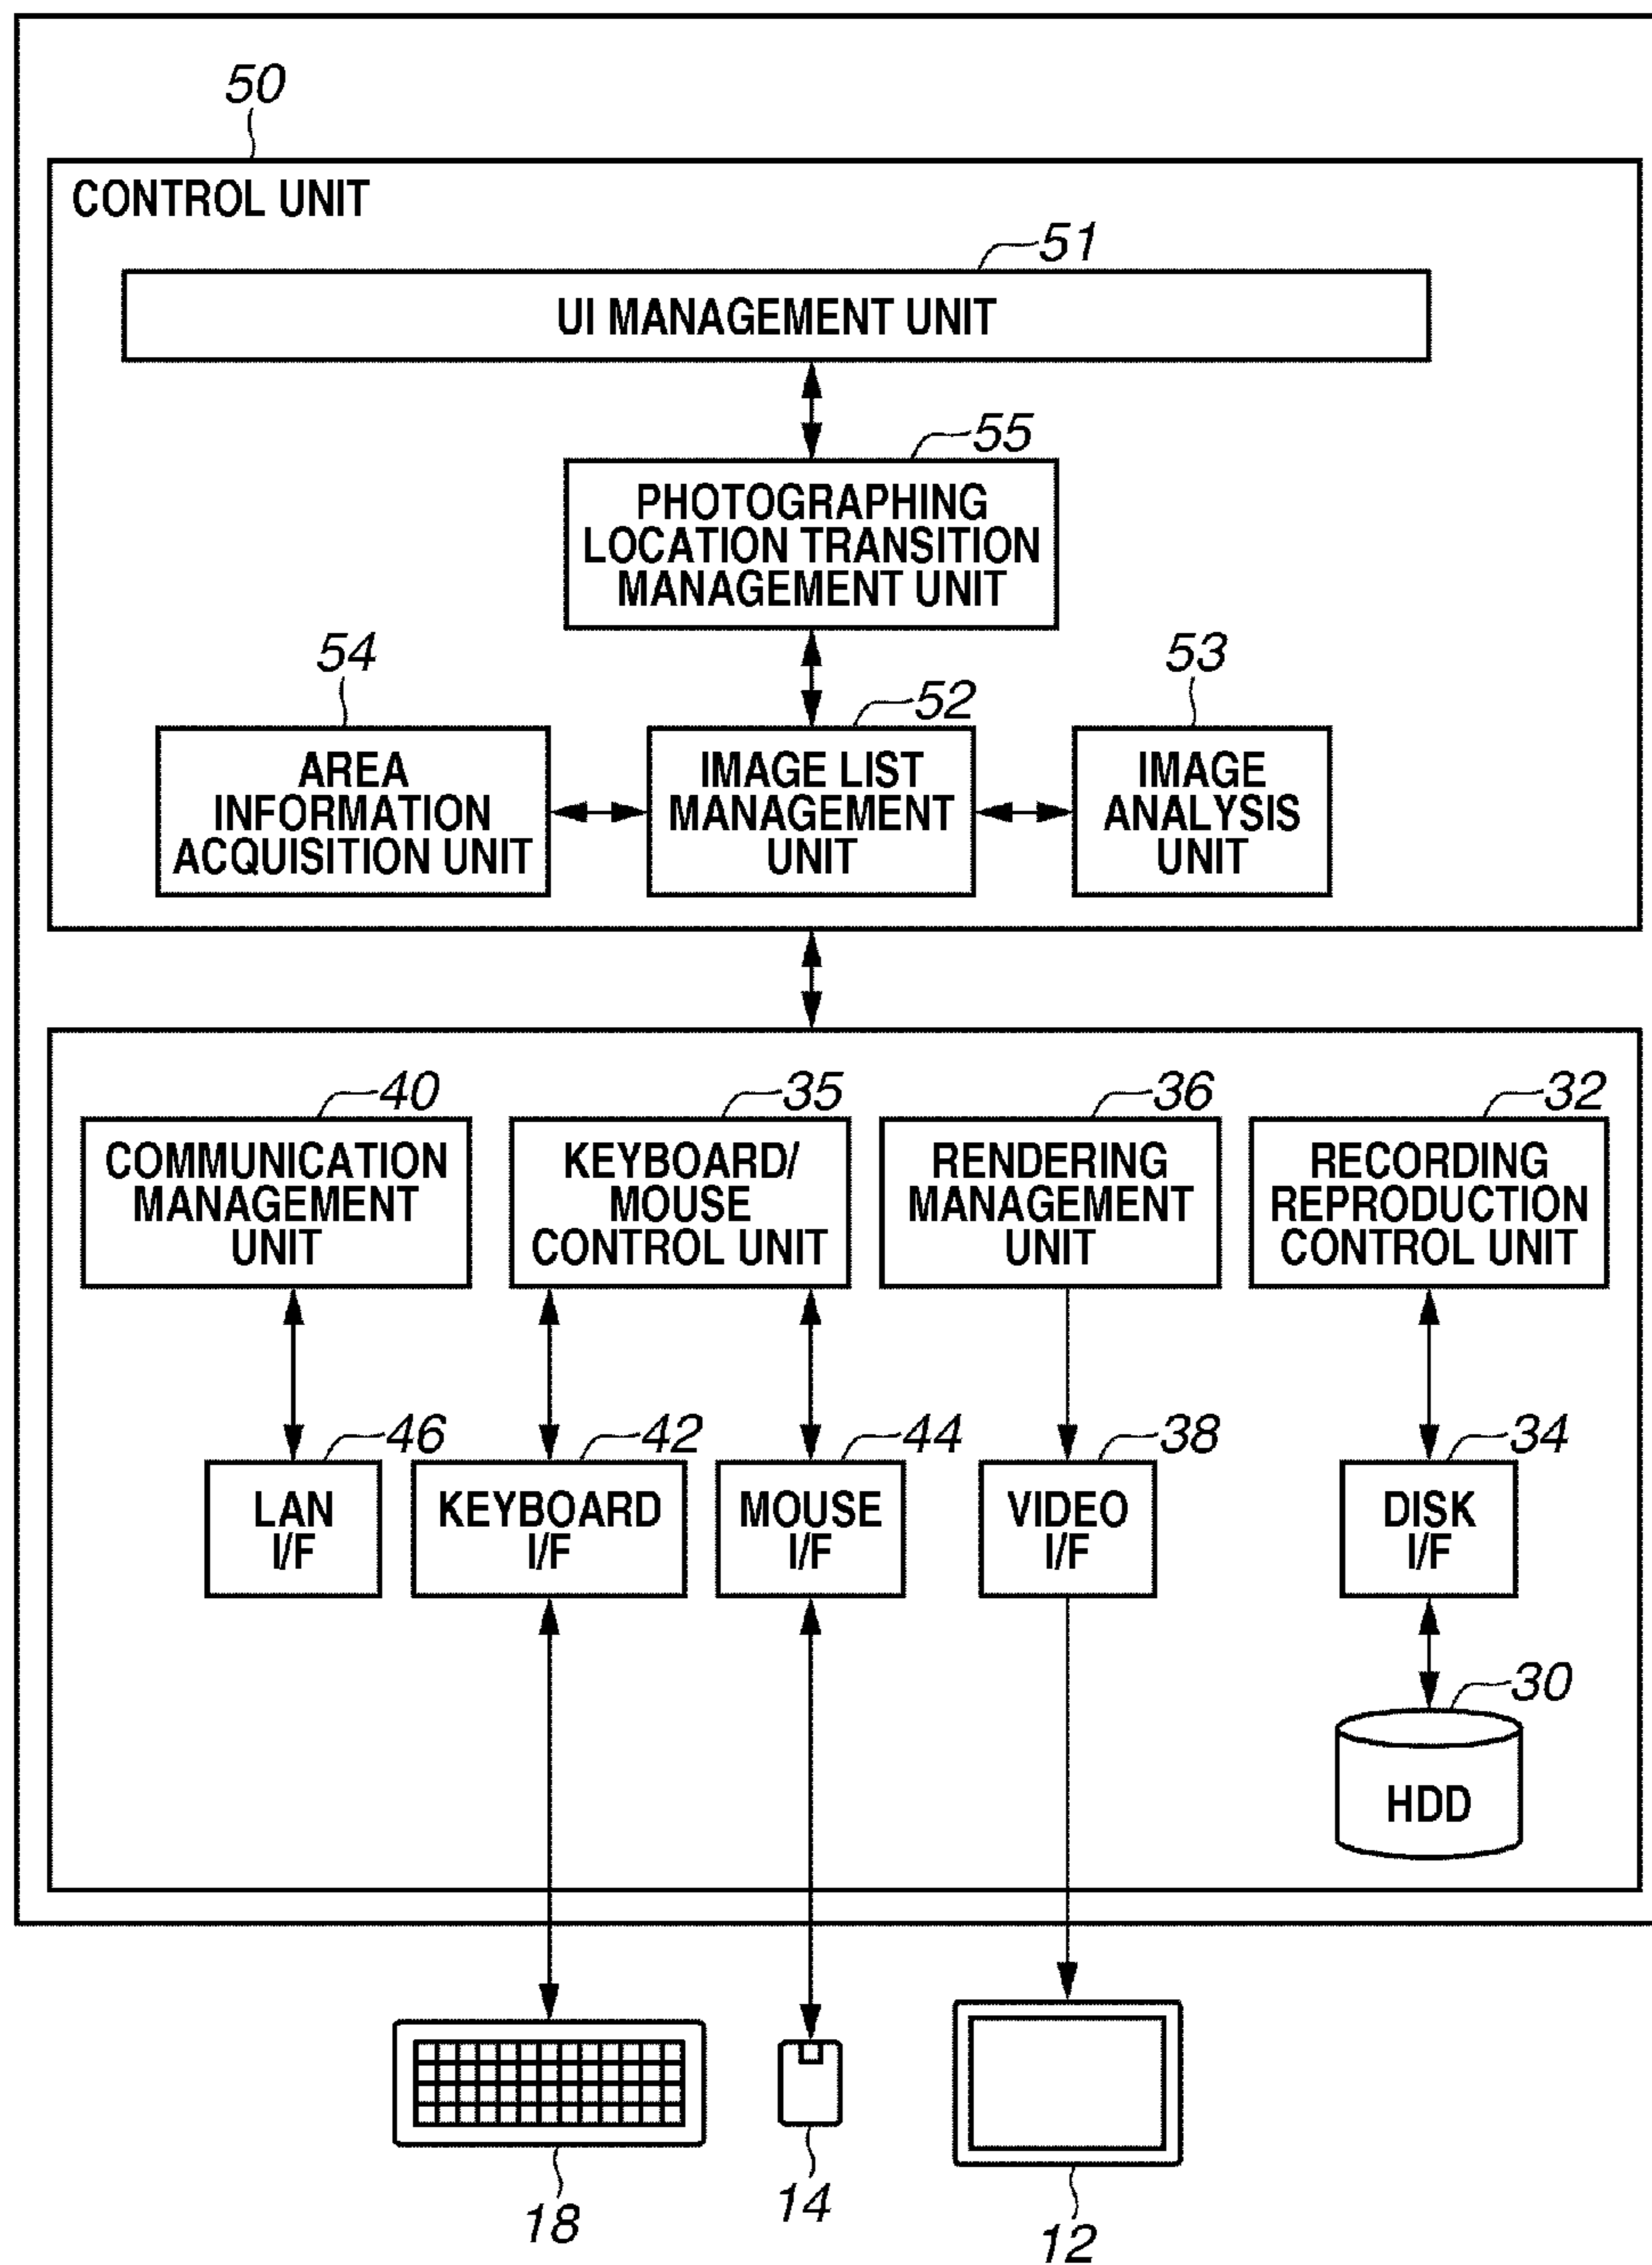 50
CONTROL UNIT
51
UI MANAGEMENT UNIT
55
PHOTOGRAPHING
LOCATION TRANSITION
MANAGEMENT UNIT
54
AREA
INFORMATION
ACQUISITION UNIT
52
IMAGE LIST
MANAGEMENT
UNIT
53
IMAGE
ANALYSIS
UNIT
40
COMMUNICATION
MANAGEMENT
UNIT
35
KEYBOARD/
MOUSE
CONTROL UNIT
36
RENDERING
MANAGEMENT
UNIT
32
RECORDING
REPRODUCTION
CONTROL UNIT
46
LAN
I/F
42
KEYBOARD
I/F
44
MOUSE
I/F
38
VIDEO
I/F
34
DISK
I/F
30
HDD
18
14
12